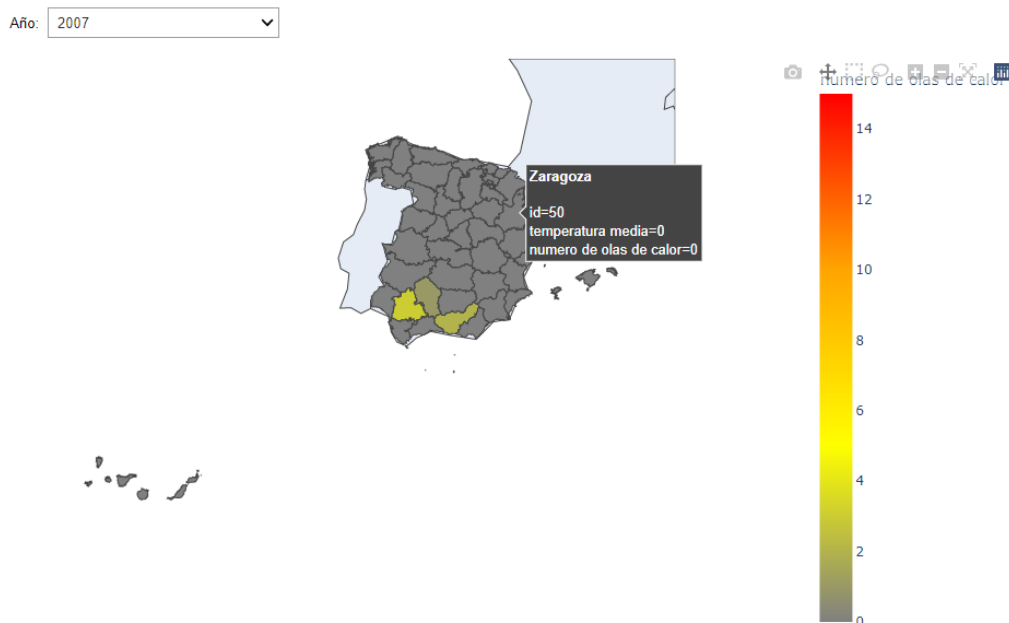 Año: 2007
numero de olas de calor
Zaragoza
id=50
temperatura media=0
numero de olas de calor=0
14
12
10
8
6
4
2
0